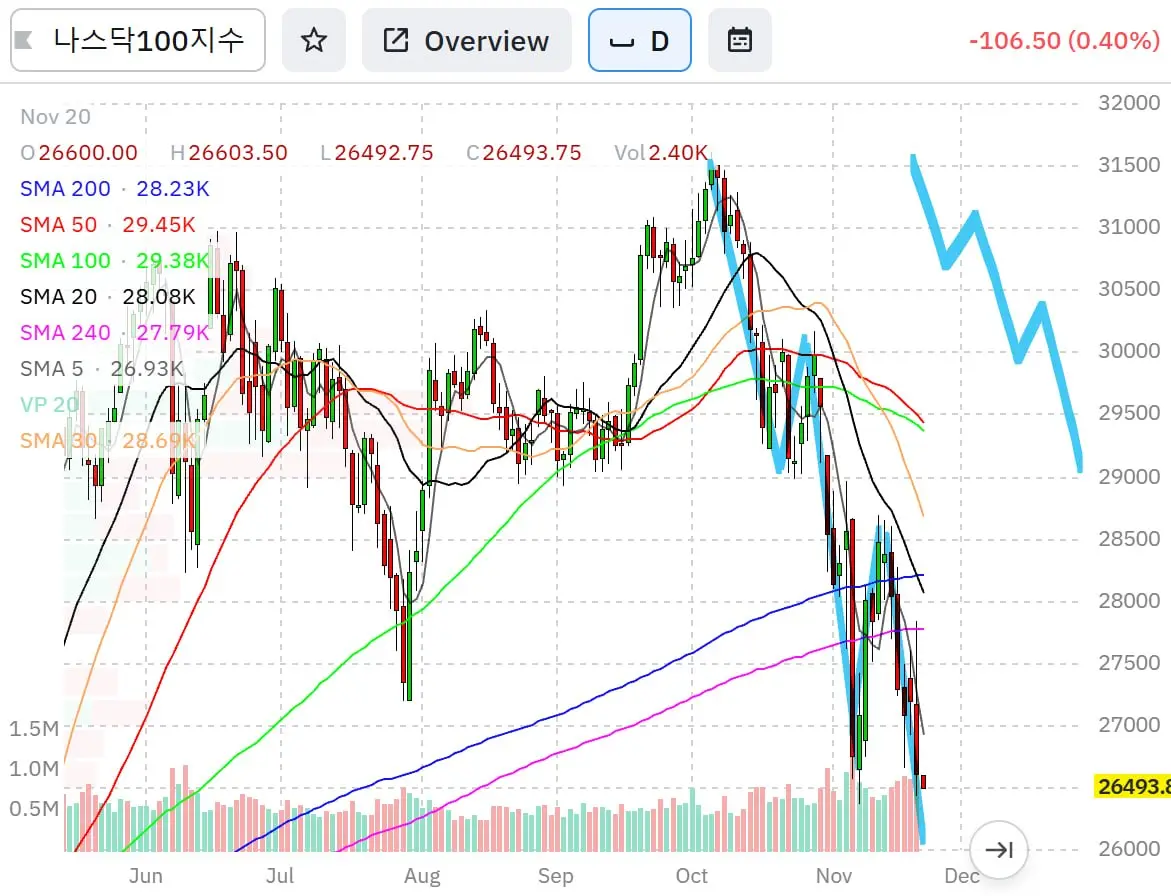 나스닥100지수
Overview
D
-106.50 (0.40%)
Nov 20
O26600.00 H26603.50 L26492.75 C26493.75 Vol2.40K
SMA 200 · 28.23K
SMA 50 · 29.45K
SMA 100 · 29.38K
SMA 20 · 28.08K
SMA 240 · 27.79K
SMA 5 · 26.93K
VP 20
SMA 30 · 28.69K
32000
31500
31000
30500
30000
29500
29000
28500
28000
27500
27000
26493.8
26000
1.5M
1.0M
0.5M
Jun Jul Aug Sep Oct Nov Dec